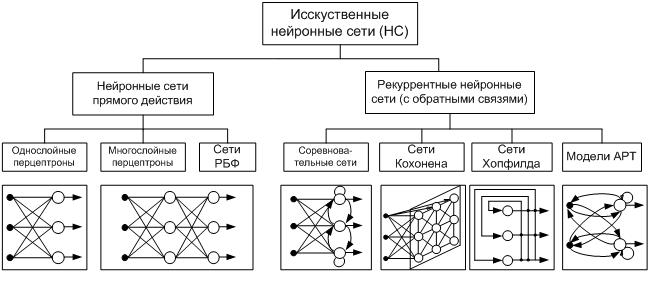 Исскуственные
нейронные сети (НС)
Нейронные сети
прямого действия
Рекуррентные нейронные
сети (с обратными связями)
Однослойные
перцептроны
Многослойные
перцептроны
Сети
РБФ
Соревнова-
тельные сети
Сети
Кохонена
Сети
Хопфилда
Модели АРТ